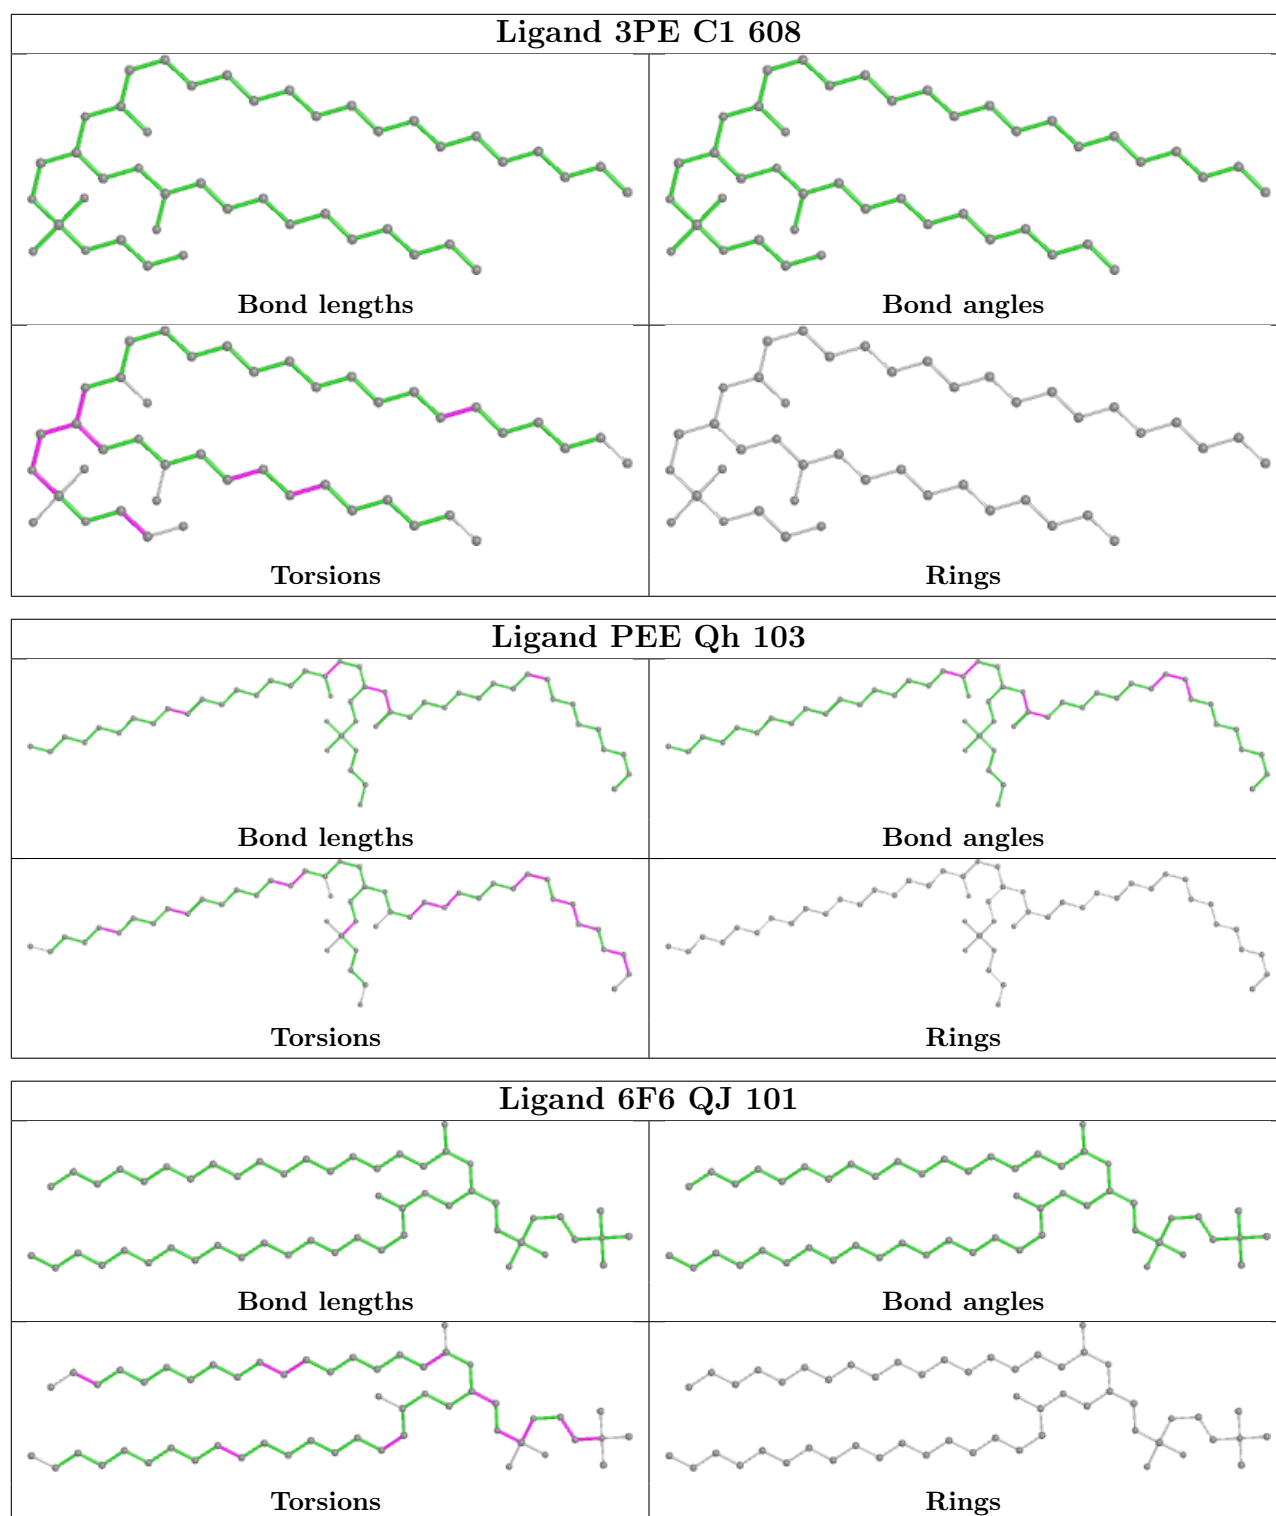 Ligand 3PE C1 608
Bond lengths
Bond angles
Torsions
Rings
Ligand PEE Qh 103
Bond lengths
Bond angles
Torsions
Rings
Ligand 6F6 QJ 101
Bond lengths
Bond angles
Torsions
Rings